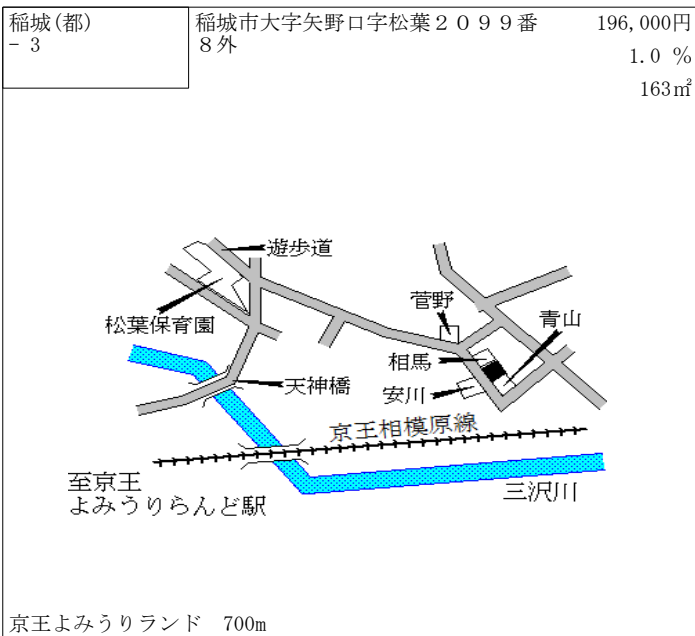 稲城(都)
－３
稲城市大字矢野口字松葉２０９９番
８外
196,000円
1.0 %
163㎡
遊歩道
松葉保育園
菅野
青山
相馬
天神橋
安川
京王相模原線
至京王
よみうりらんど駅
三沢川
京王よみうりランド　700m